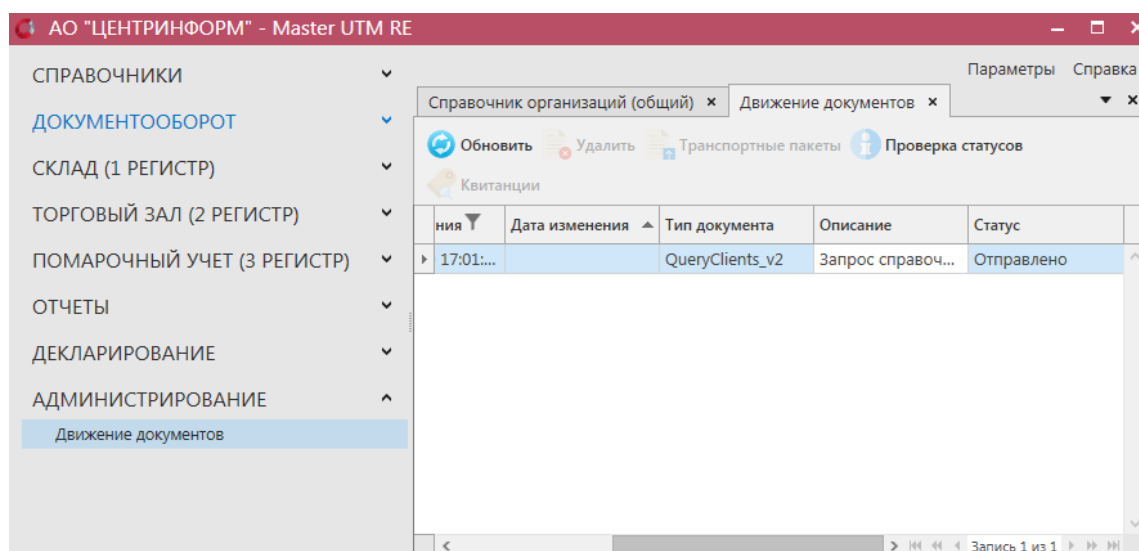 АО "ЦЕНТРИНФОРМ" - Master UTM RE
СПРАВОЧНИКИ
ДОКУМЕНТООБОРОТ
СКЛАД (1 РЕГИСТР)
ТОРГОВЫЙ ЗАЛ (2 РЕГИСТР)
ПОМАРОЧНЫЙ УЧЕТ (3 РЕГИСТР)
ОТЧЕТЫ
ДЕКЛАРИРОВАНИЕ
АДМИНИСТРИРОВАНИЕ
Движение документов
Параметры Справка
Справочник организаций (общий) Движение документов
Обновить Удалить Транспортные пакеты Проверка статусов
Квитанции
ния Дата изменения Тип документа Описание Статус
17:01:... QueryClients_v2 Запрос справоч... Отправлено
Запись 1 из 1